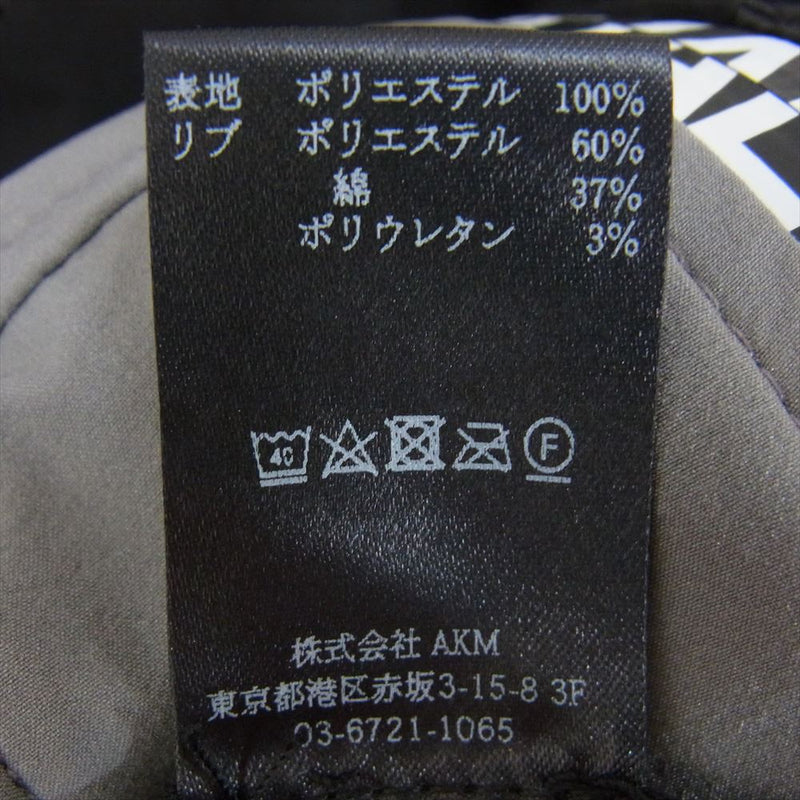 表地 ポリエステル 100%
リブ ポリエステル 60%
綿 37%
ポリウレタン 3%
40 F
株式会社 AKM
東京都港区赤坂3-15-8 3F
03-6721-1065